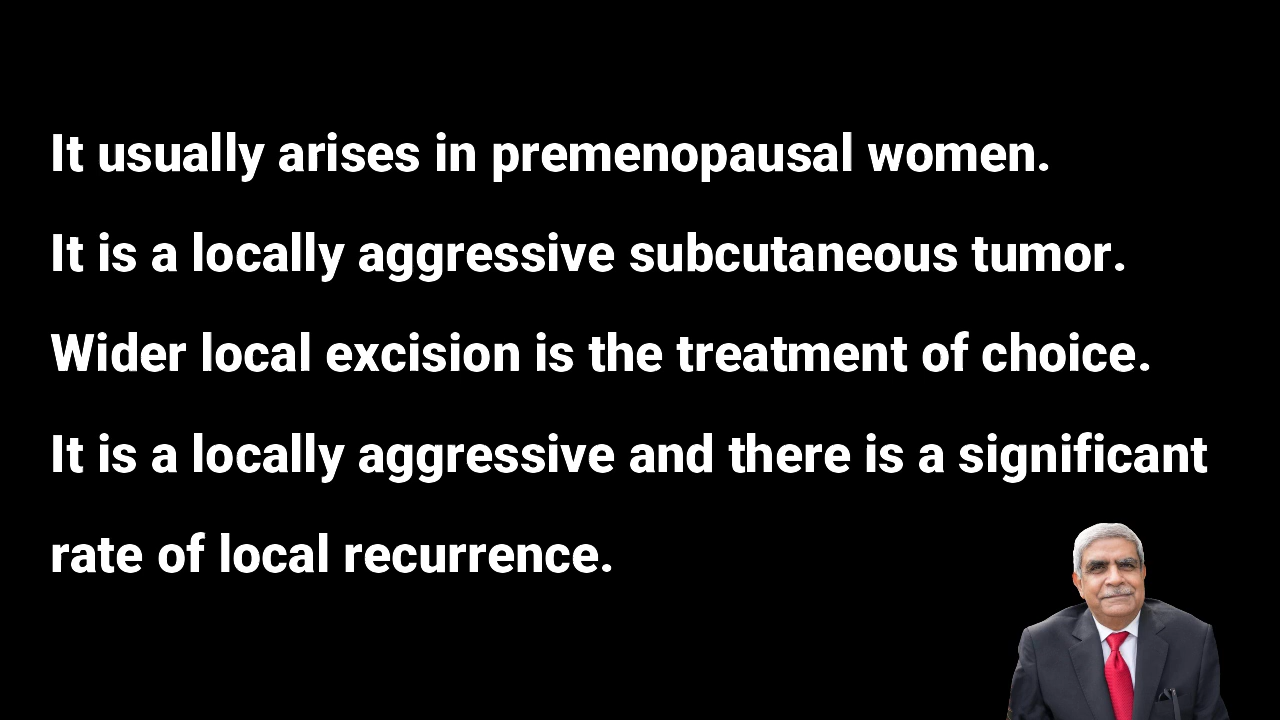 It usually arises in premenopausal women.
It is a locally aggressive subcutaneous tumor.
Wider local excision is the treatment of choice.
It is a locally aggressive and there is a significant
rate of local recurrence.